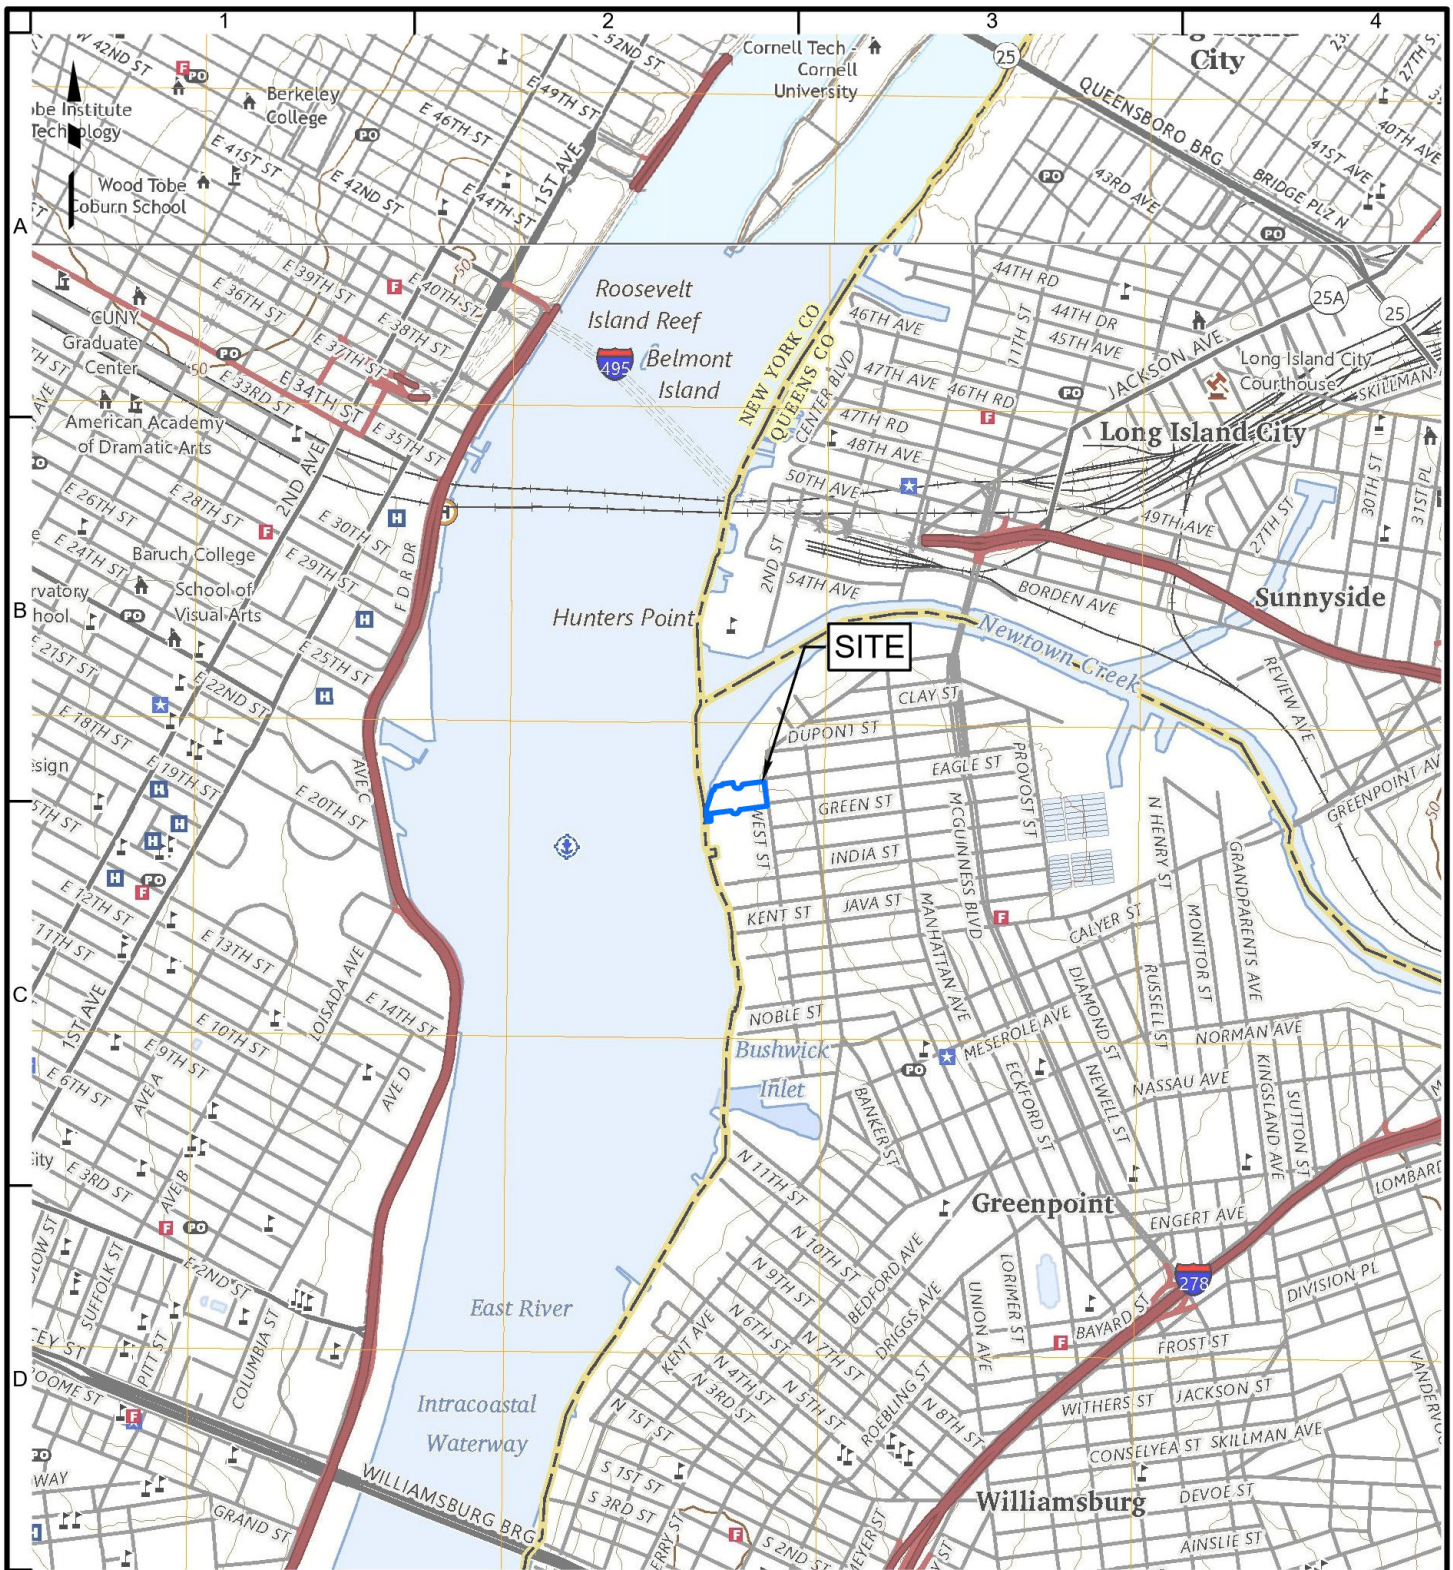 1
2
3
4
A
B
C
D
W 42ND ST
E 52ND ST
E 49TH ST
Cornell Tech -
Cornell
University
25
City
QUEENSBORO BRG
27TH ST
40TH AVE
41ST AVE
BRIDGE PLZ N
43RD AVE
PO
F
Berkeley
College
E 46TH ST
E 41ST ST
E 42ND ST
E 44TH ST
1ST AVE
Wood Tobe
Coburn School
E 39TH ST
E 36TH ST
E 40TH ST
E 38TH ST
E 37TH ST
E 34TH ST
E 33RD ST
E 35TH ST
50
CUNY
Graduate
Center
American Academy
of Dramatic Arts
Roosevelt
Island Reef
495
Belmont
Island
NEW YORK CO
QUEENS CO
CENTER BLVD
44TH RD
44TH DR
45TH AVE
46TH AVE
47TH AVE
46TH RD
47TH RD
48TH AVE
50TH AVE
11TH ST
JACKSON AVE
25A
25
Long Island City
Courthouse
SKILLMAN
Long Island City
49TH AVE
27TH ST
30TH ST
31ST PL
2ND AVE
E 26TH ST
E 28TH ST
E 24TH ST
E 30TH ST
E 29TH ST
H
F D R DR
Baruch College
School of
Visual Arts
E 21ST ST
E 22ND ST
E 25TH ST
E 18TH ST
E 19TH ST
E 20TH ST
AVE C
Hunters Point
2ND ST
54TH AVE
BORDEN AVE
Sunnyside
SITE
Newtown Creek
REVIEW AVE
GREENPOINT AV
CLAY ST
DUPONT ST
EAGLE ST
PROVOST ST
GREEN ST
WEST ST
INDIA ST
MCGUINNESS BLVD
N HENRY ST
KENT ST
JAVA ST
MANHATTAN AVE
CALYER ST
MONITOR ST
GRANDPARENTS AVE
50
E 12TH ST
11TH ST
E 13TH ST
1ST AVE
LOISADA AVE
E 14TH ST
E 10TH ST
E 9TH ST
E 6TH ST
AVE A
AVE D
NOBLE ST
Bushwick
Inlet
MESEROLE AVE
DIAMOND ST
RUSSELL ST
NORMAN AVE
NASSAU AVE
ECKFORD ST
NEWELL ST
KINGSLAND AVE
SUTTON ST
BANKER ST
E 3RD ST
AVE B
N 11TH ST
Greenpoint
LOMBARD
ENGERT AVE
278
DIVISION PL
N 10TH ST
N 9TH ST
BEDFORD AVE
DRIGGS AVE
UNION AVE
LORIMER ST
BAYARD ST
FROST ST
SUFFOLK ST
E 2ND ST
PITT ST
COLUMBIA ST
East River
KENT AVE
N 6TH ST
N 7TH ST
N 4TH ST
N 3RD ST
N 5TH ST
N 1ST ST
ROEBLING ST
N 8TH ST
WITHERS ST
JACKSON ST
Intracoastal
Waterway
CONSELYEA ST
SKILLMAN AVE
S 1ST ST
S 3RD ST
S 2ND ST
WILLIAMSBURG BRG
GRAND ST
Williamsburg
DEVOE ST
AINSLIE ST